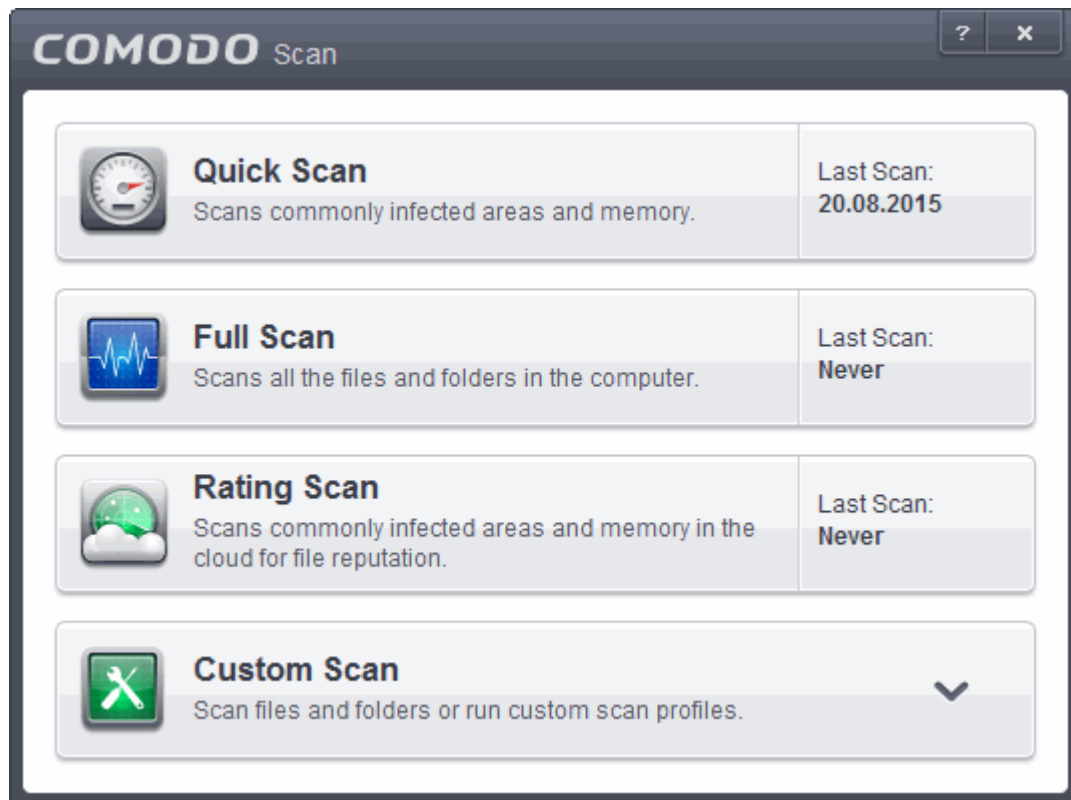 COMODO Scan
? ×
Quick Scan
Scans commonly infected areas and memory.
Last Scan:
20.08.2015
Full Scan
Scans all the files and folders in the computer.
Last Scan:
Never
Rating Scan
Scans commonly infected areas and memory in the
cloud for file reputation.
Last Scan:
Never
Custom Scan
Scan files and folders or run custom scan profiles.